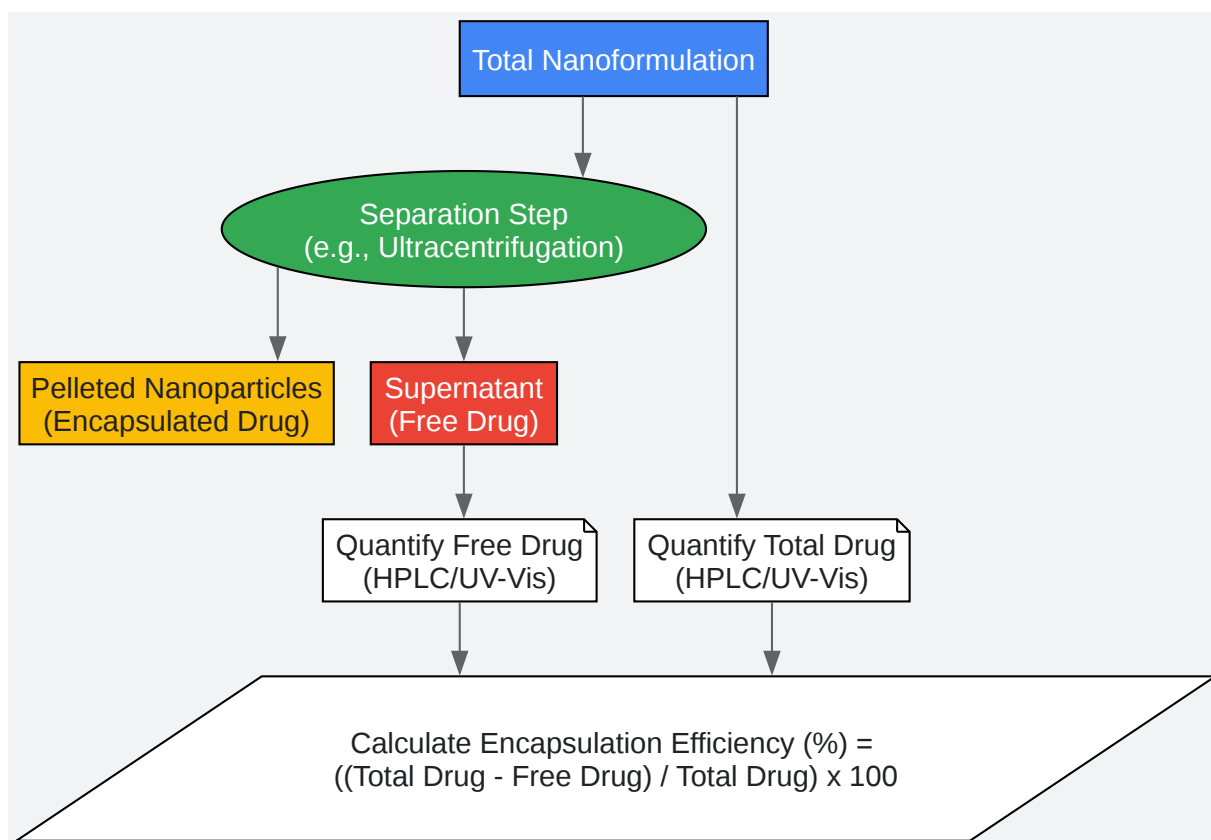 Total Nanoformulation
Separation Step
(e.g., Ultracentrifugation)
Pelleted Nanoparticles
(Encapsulated Drug)
Supernatant
(Free Drug)
Quantify Free Drug
(HPLC/UV-Vis)
Quantify Total Drug
(HPLC/UV-Vis)
Calculate Encapsulation Efficiency (%) =
((Total Drug - Free Drug) / Total Drug) x 100